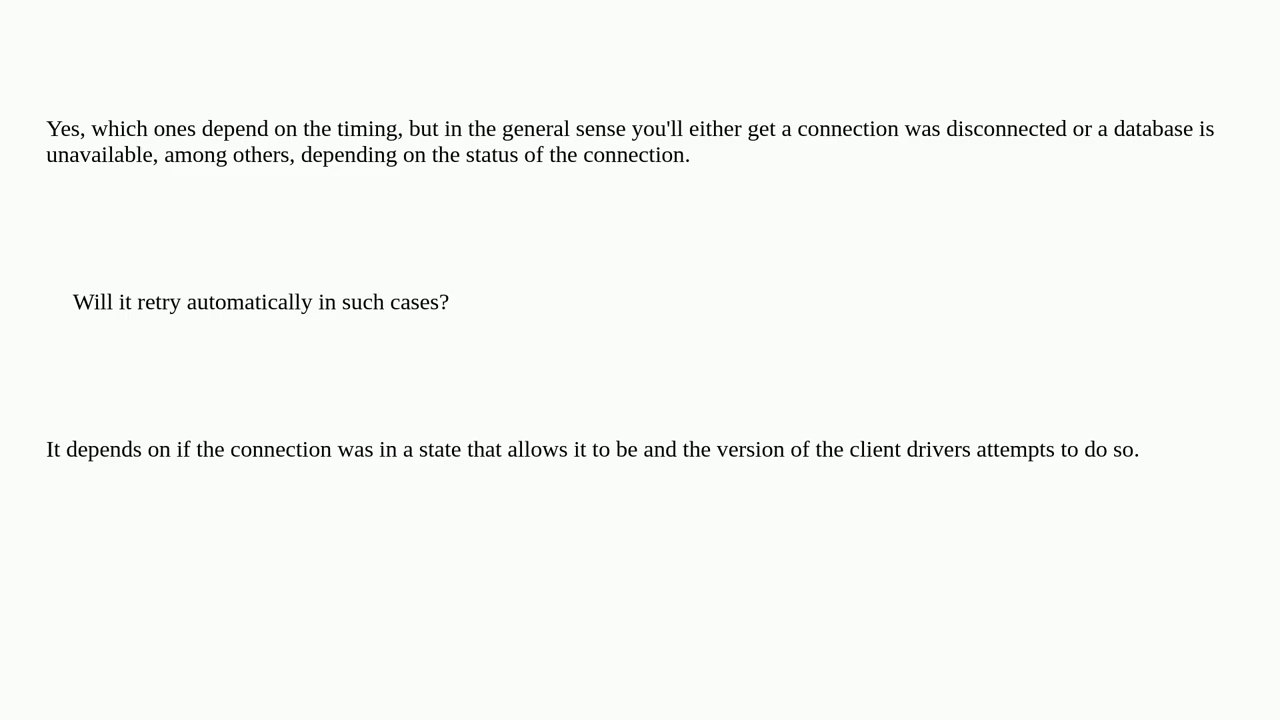 Yes, which ones depend on the timing, but in the general sense you'll either get a connection was disconnected or a database is
unavailable, among others, depending on the status of the connection.
Will it retry automatically in such cases?
It depends on if the connection was in a state that allows it to be and the version of the client drivers attempts to do so.